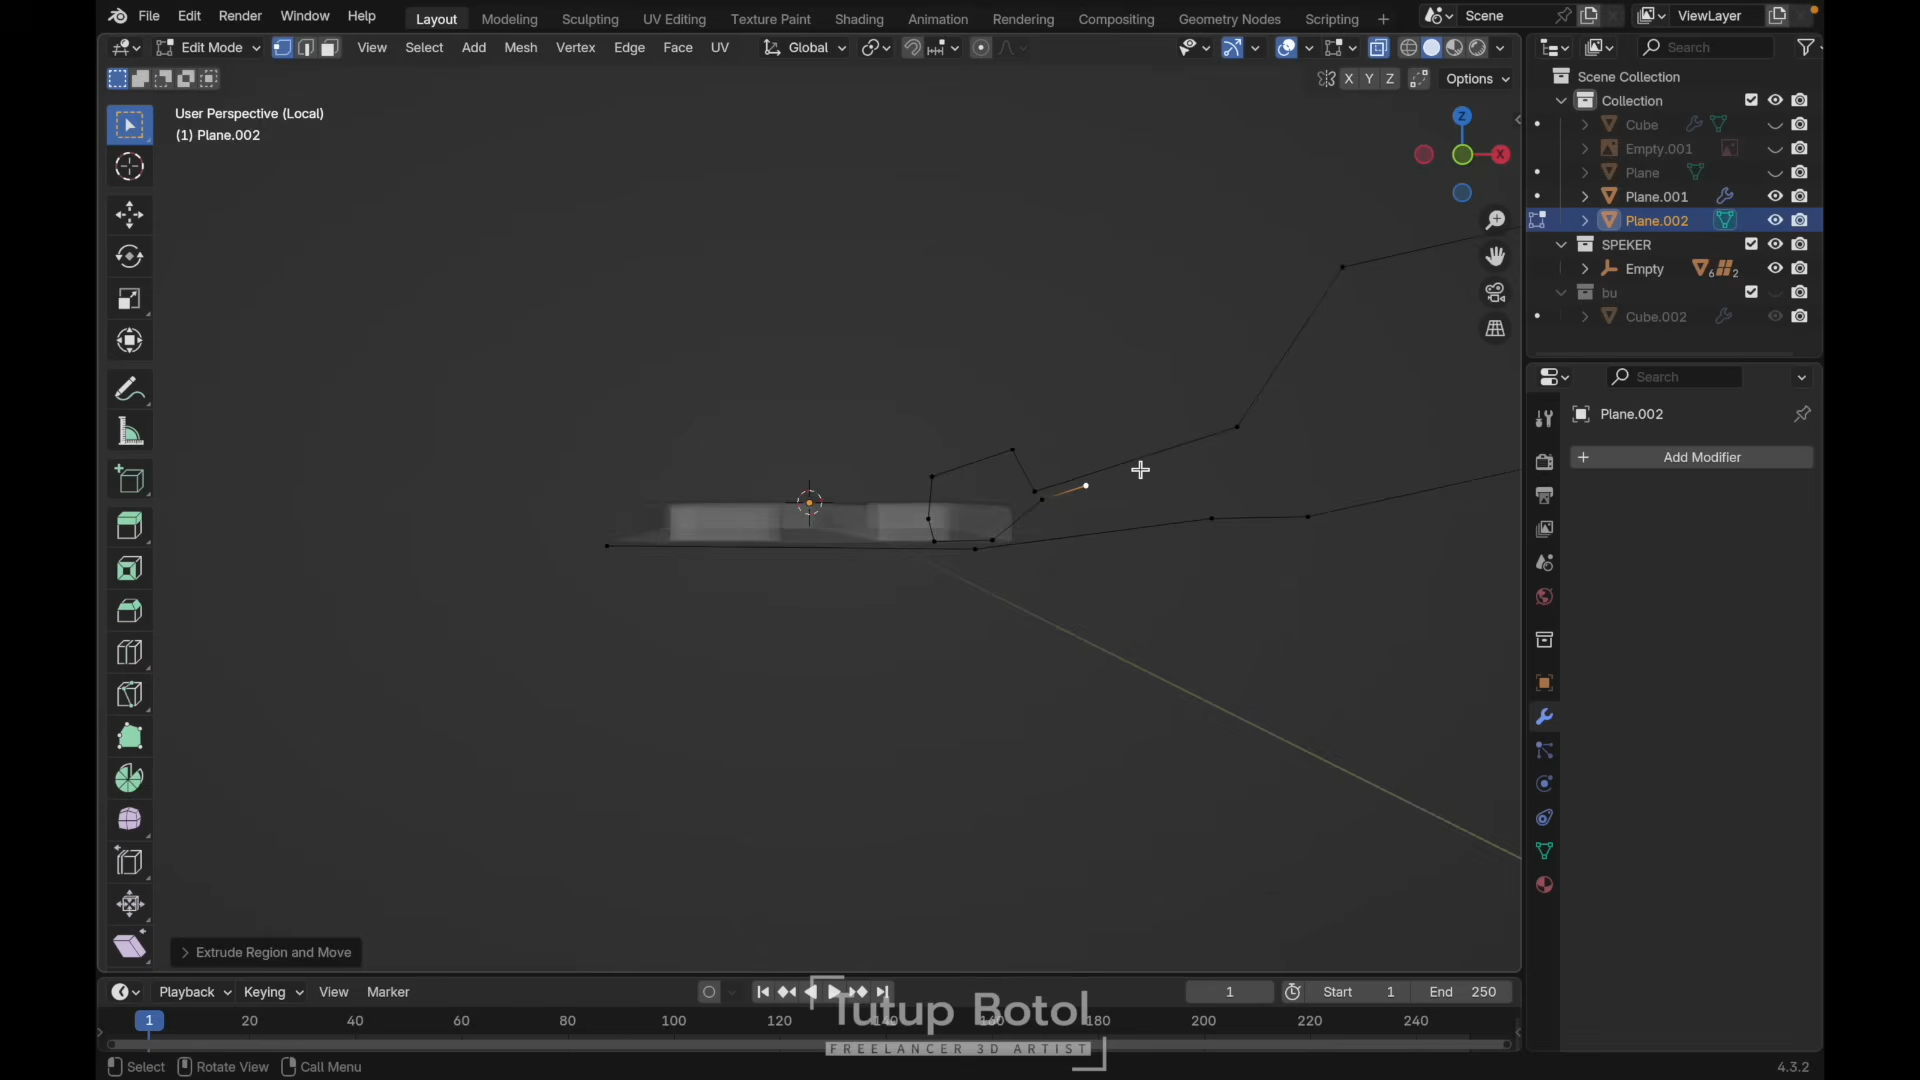 File Edit Render Window Help Layout Modeling Sculpting UV Editing Texture Paint Shading Animation Rendering Compositing Geometry Nodes Scripting + Scene ViewLayer
Edit Mode View Select Add Mesh Vertex Edge Face UV Global Search
X Y Z Options
Scene Collection
User Perspective (Local)
(1) Plane.002
Z
X
Collection
Cube
Empty.001
Plane
Plane.001
Plane.002
SPEKER
Empty 6 2
bu
Cube.002
Search
Plane.002
+ Add Modifier
Extrude Region and Move
Playback Keying View Marker 1 Start 1 End 250
1 20 40 60 80 100 120 140 160 180 200 220 240
Tutup Botol
FREELANCER 3D ARTIST
Select Rotate View Call Menu 4.3.2